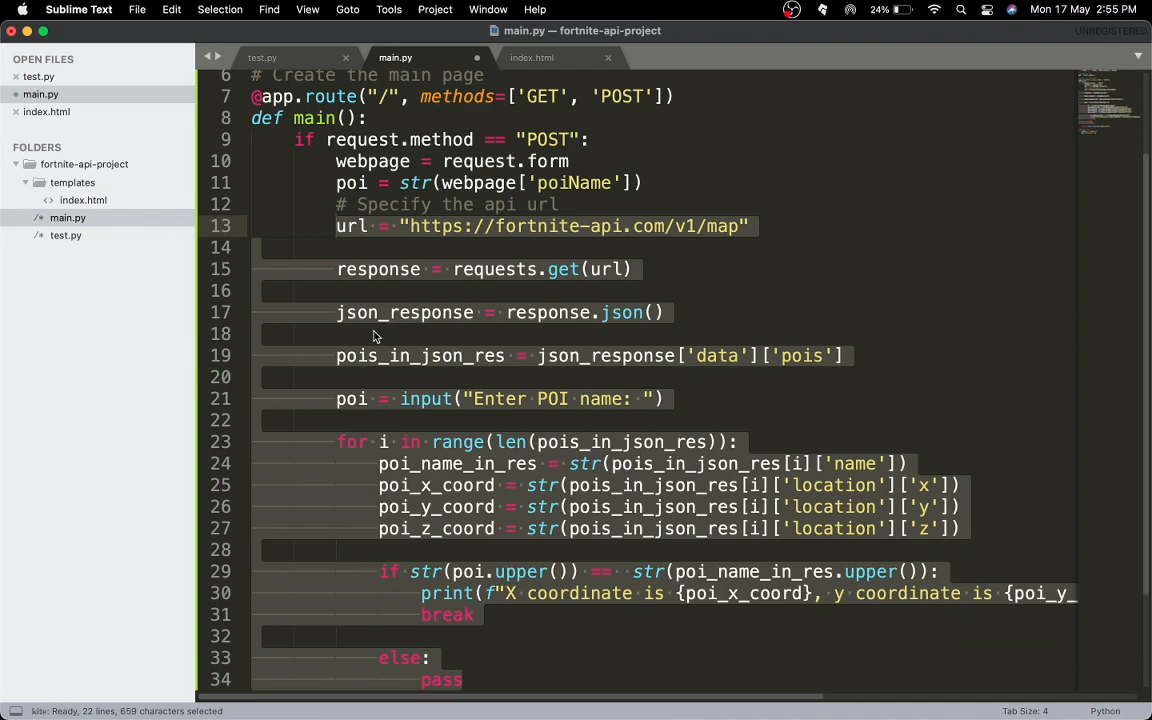 Sublime Text File Edit Selection Find View Goto Tools Project Window Help 24% Mon 17 May 2:55 PM
main.py — fortnite-api-project UNREGISTERED
OPEN FILES
test.py
main.py
index.html
FOLDERS
fortnite-api-project
templates
<> index.html
/* main.py
/* test.py
test.py main.py index.html
6 # Create the main page
7 @app.route("/", methods=['GET', 'POST'])
8 def main():
9 if request.method == "POST":
10 webpage = request.form
11 poi = str(webpage['poiName'])
12 # Specify the api url
13 url = "https://fortnite-api.com/v1/map"
14
15 response = requests.get(url)
16
17 json_response = response.json()
18
19 pois_in_json_res = json_response['data']['pois']
20
21 poi = input("Enter POI name: ")
22
23 for i in range(len(pois_in_json_res)):
24 poi_name_in_res = str(pois_in_json_res[i]['name'])
25 poi_x_coord = str(pois_in_json_res[i]['location']['x'])
26 poi_y_coord = str(pois_in_json_res[i]['location']['y'])
27 poi_z_coord = str(pois_in_json_res[i]['location']['z'])
28
29 if str(poi.upper()) == str(poi_name_in_res.upper()):
30 print(f"X coordinate is {poi_x_coord}, y coordinate is {poi_y_
31 break
32
33 else:
34 pass
kite: Ready, 22 lines, 659 characters selected Tab Size: 4 Python